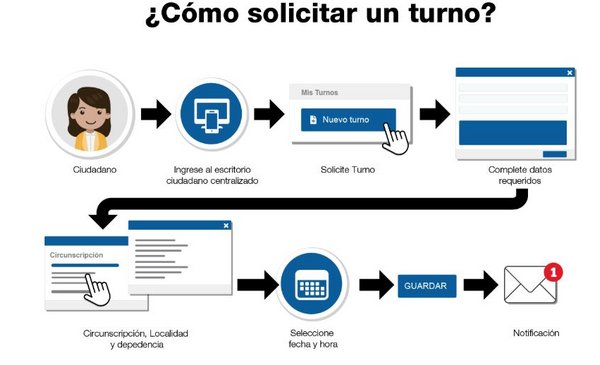 ¿Cómo solicitar un turno?
Mis Turnos
Nuevo turno
Ciudadano
Ingrese al escritorio
ciudadano centralizado
Solicite Turno
Complete datos
requeridos
Circunscripción
GUARDAR
1
Circunscripción, Localidad
y depedencia
Seleccione
fecha y hora
Notificación